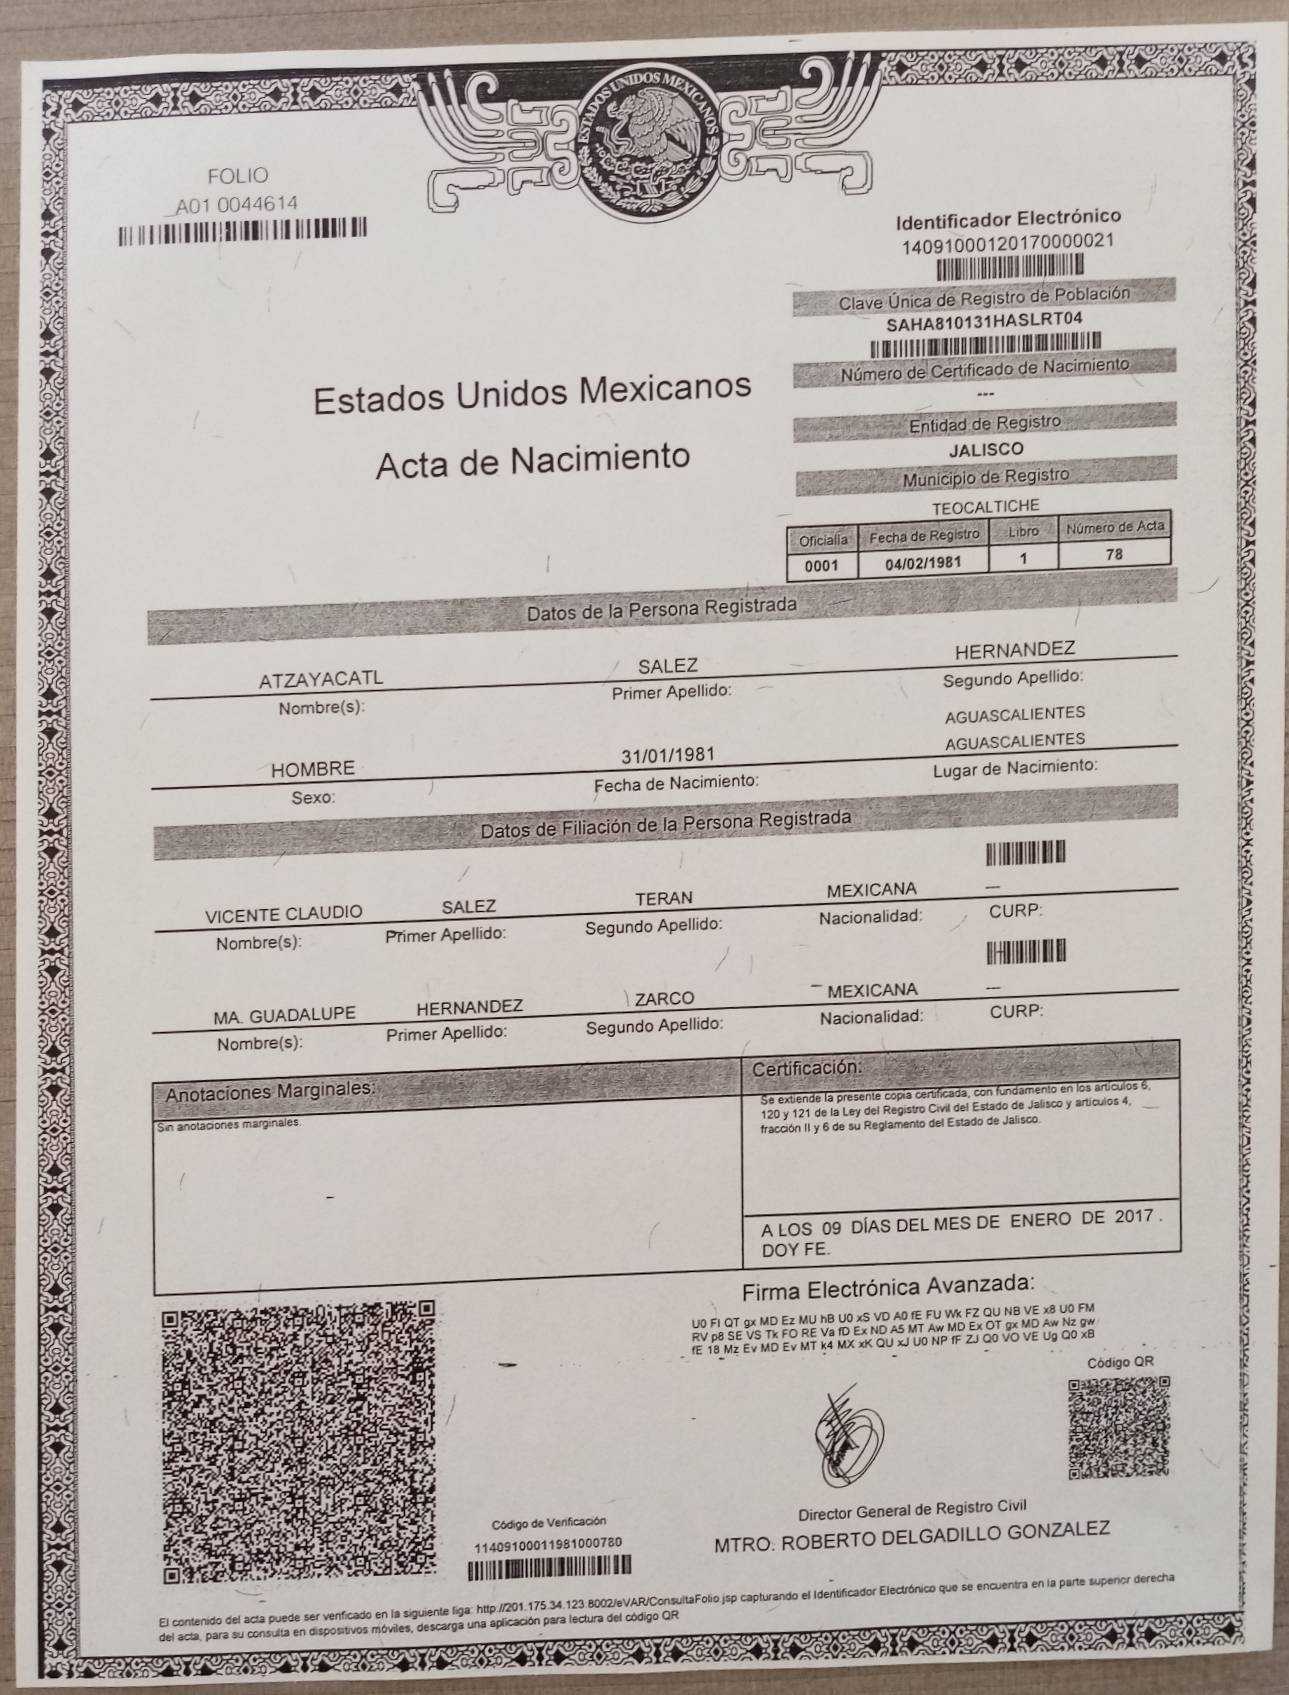 ESTADOS UNIDOS MEXICANOS
FOLIO
A01 0044614
Identificador Electrónico
14091000120170000021
Clave Única de Registro de Población
SAHA810131HASLRT04
Número de Certificado de Nacimiento
---
Entidad de Registro
JALISCO
Municipio de Registro
TEOCALTICHE
Oficialía Fecha de Registro Libro Número de Acta
0001 04/02/1981 1 78
Estados Unidos Mexicanos
Acta de Nacimiento
Datos de la Persona Registrada
ATZAYACATL SALEZ HERNANDEZ
Nombre(s): Primer Apellido: Segundo Apellido:
AGUASCALIENTES
HOMBRE 31/01/1981 AGUASCALIENTES
Sexo: Fecha de Nacimiento: Lugar de Nacimiento:
Datos de Filiación de la Persona Registrada
VICENTE CLAUDIO SALEZ TERAN MEXICANA ---
Nombre(s): Primer Apellido: Segundo Apellido: Nacionalidad: CURP:
MA. GUADALUPE HERNANDEZ ZARCO MEXICANA ---
Nombre(s): Primer Apellido: Segundo Apellido: Nacionalidad: CURP:
Anotaciones Marginales:
Sin anotaciones marginales.
Certificación:
Se extiende la presente copia certificada, con fundamento en los artículos 6,
120 y 121 de la Ley del Registro Civil del Estado de Jalisco y artículos 4,
fracción II y 6 de su Reglamento del Estado de Jalisco.
A LOS 09 DÍAS DEL MES DE ENERO DE 2017 .
DOY FE.
Firma Electrónica Avanzada:
U0 FI QT gx MD Ez MU hB U0 xS VD A0 fE FU Wk FZ QU NB VE x8 U0 FM
RV p8 SE VS Tk FO RE Va fD Ex ND A5 MT Aw MD Ex OT gx MD Aw Nz gw
fE 18 Mz Ev MD Ev MT k4 MX xK QU xJ U0 NP fF ZJ Q0 VO VE Ug Q0 xB
Código QR
Director General de Registro Civil
MTRO. ROBERTO DELGADILLO GONZALEZ
Código de Verificación
11409100011981000780
El contenido del acta puede ser verificado en la siguiente liga: http://201.175.34.123:8002/eVAR/ConsultaFolio.jsp capturando el Identificador Electrónico que se encuentra en la parte superior derecha
del acta, para su consulta en dispositivos móviles, descarga una aplicación para lectura del código QR